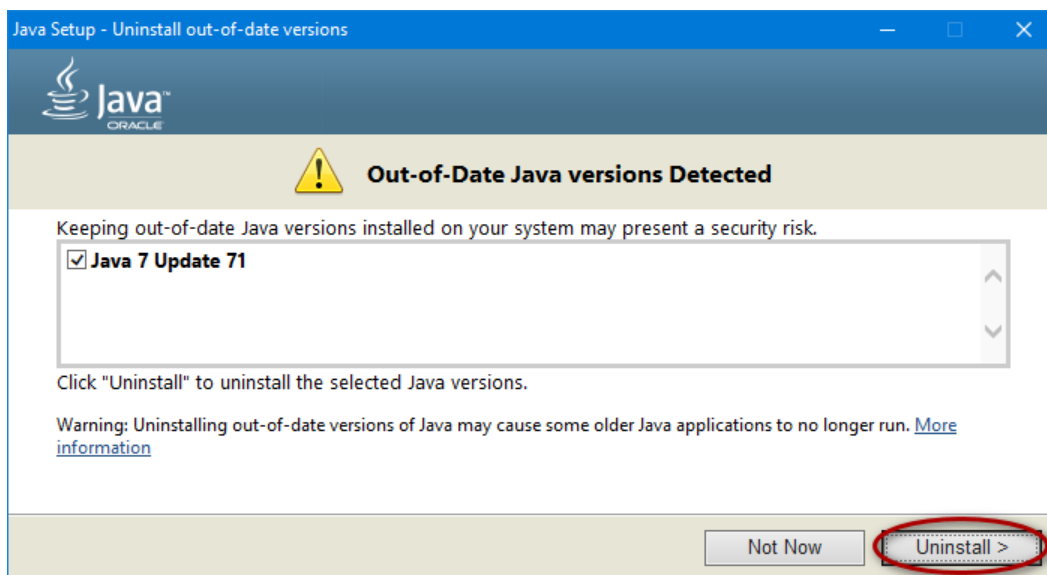 Java Setup - Uninstall out-of-date versions
Java™
ORACLE
Out-of-Date Java versions Detected
Keeping out-of-date Java versions installed on your system may present a security risk.
Java 7 Update 71
Click "Uninstall" to uninstall the selected Java versions.
Warning: Uninstalling out-of-date versions of Java may cause some older Java applications to no longer run. More
information
Not Now
Uninstall >